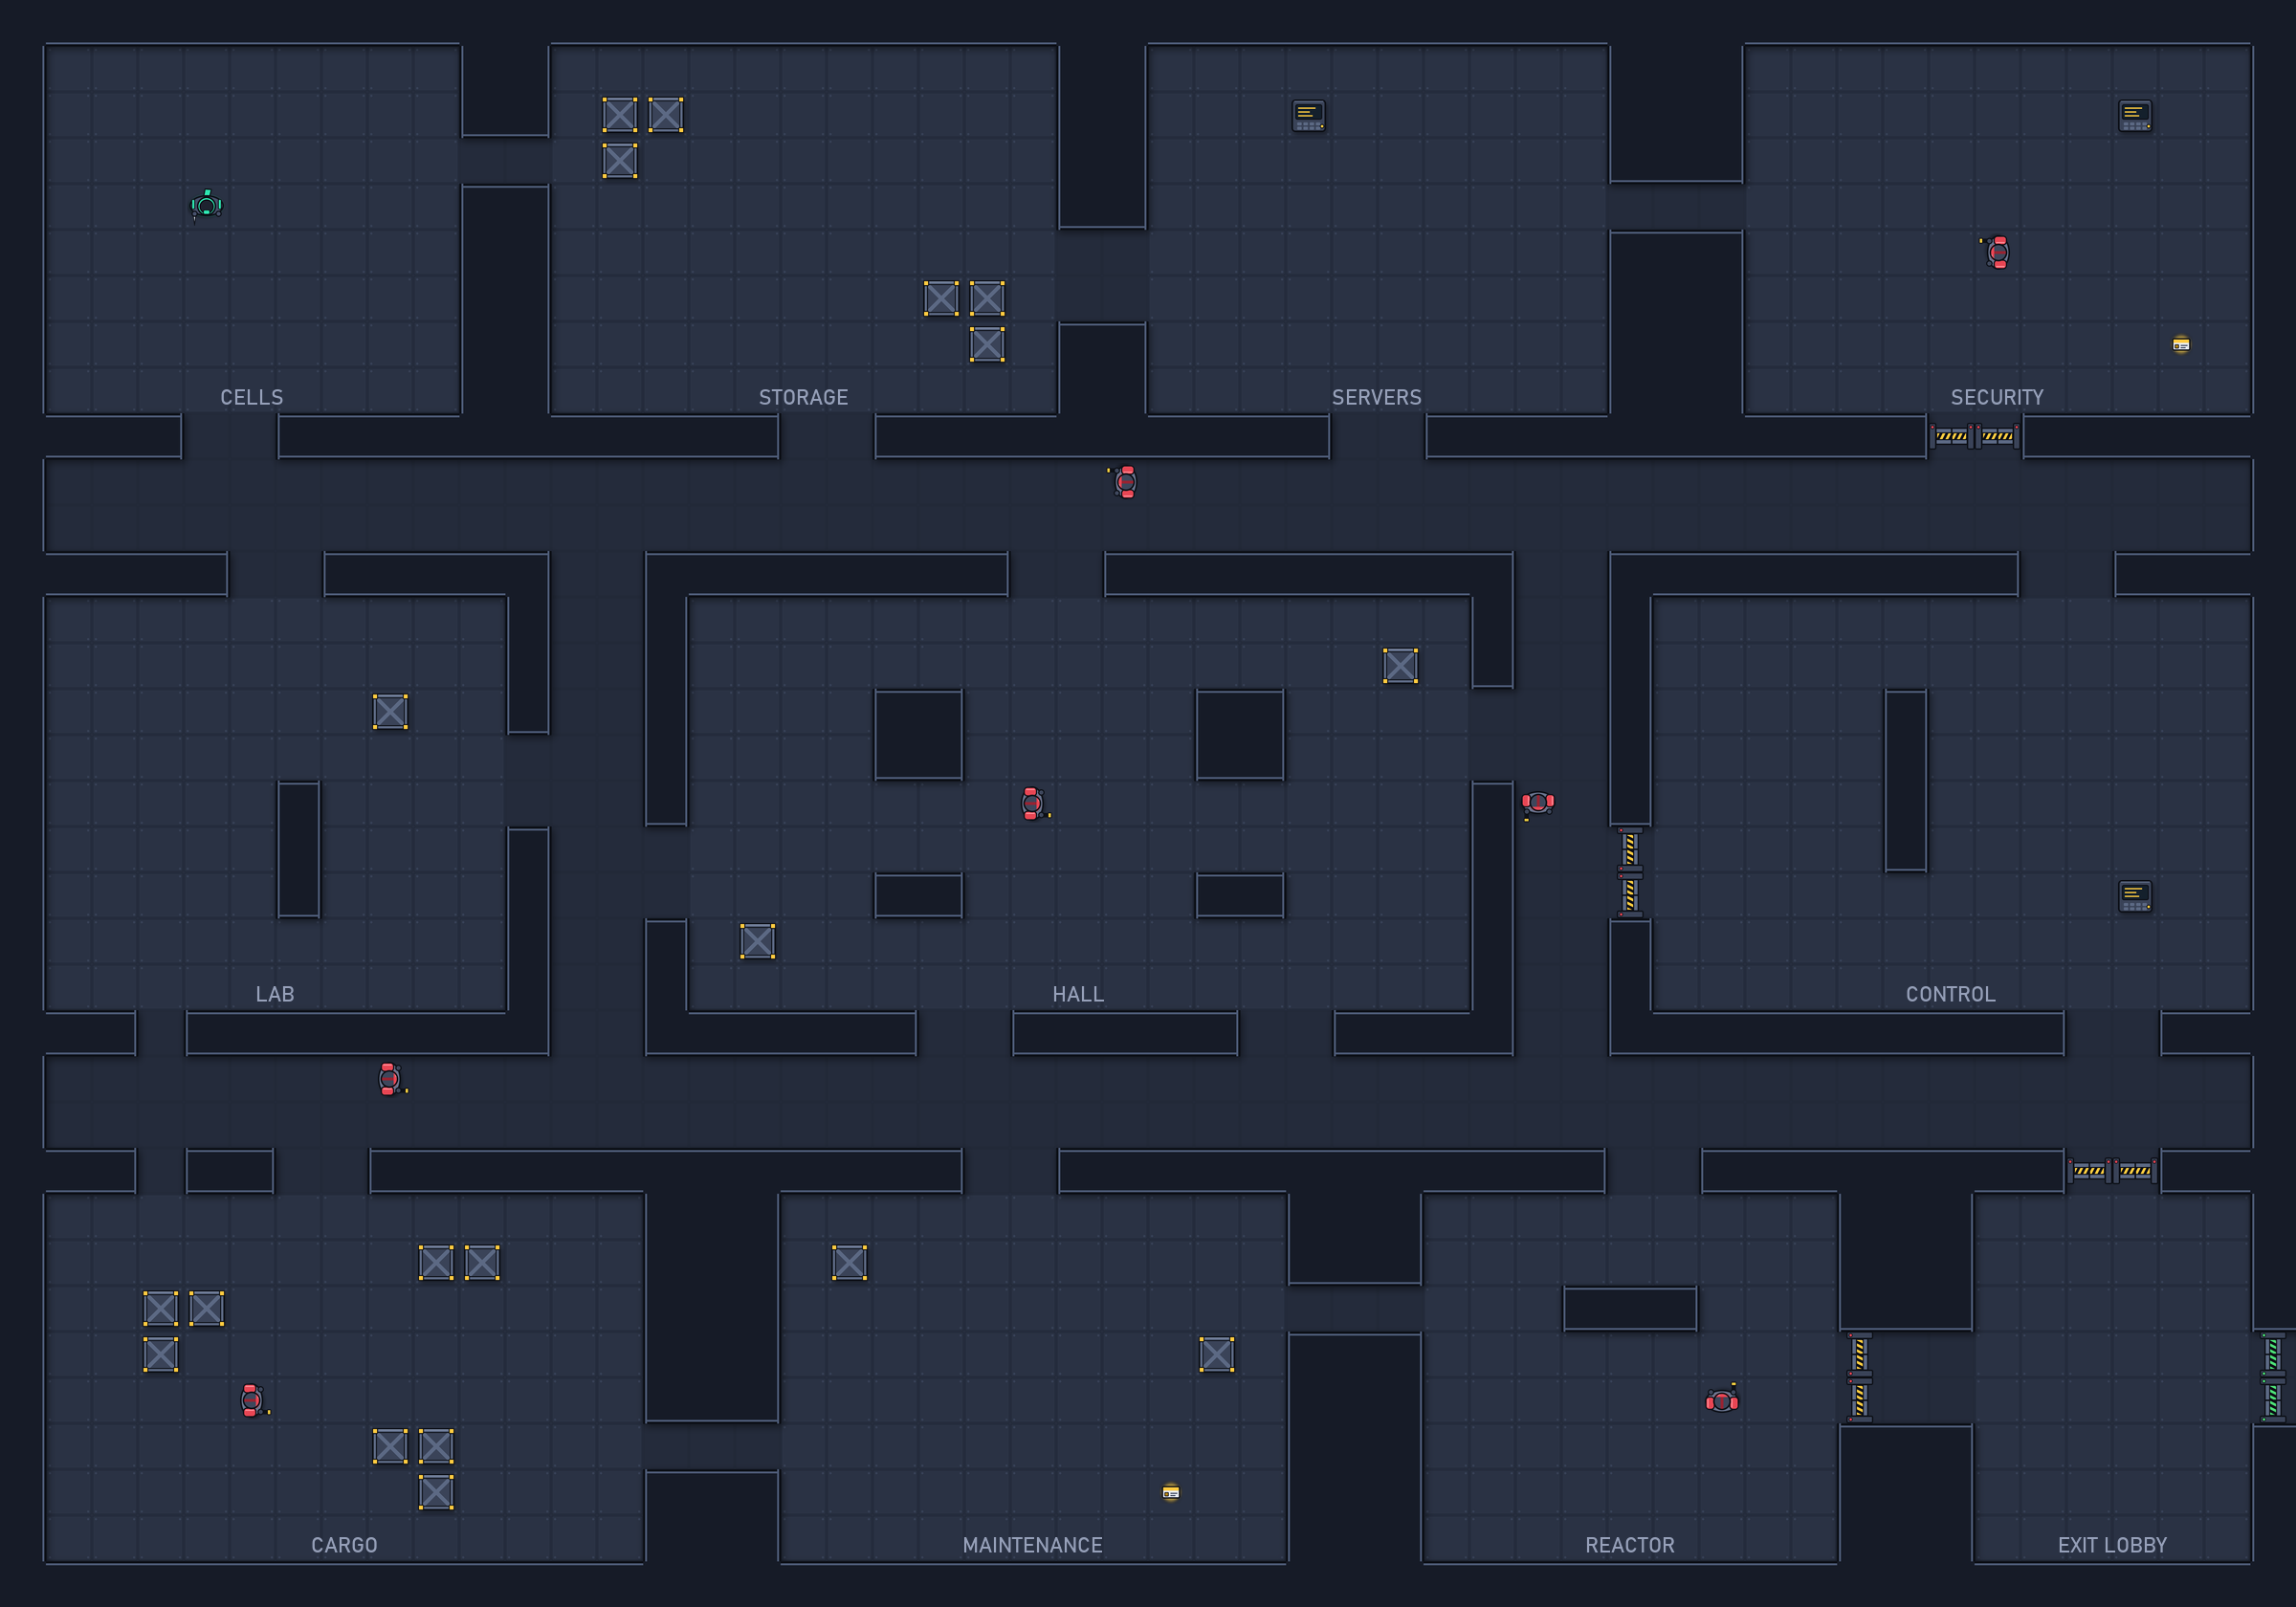 CELLS
STORAGE
SERVERS
SECURITY
LAB
HALL
CONTROL
CARGO
MAINTENANCE
REACTOR
EXIT LOBBY